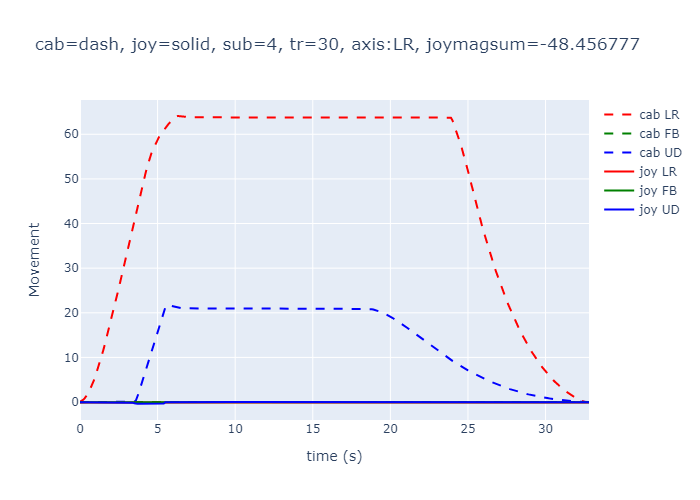 cab=dash, joy=solid, sub=4, tr=30, axis:LR, joymagsum=-48.456777
cab LR
cab FB
cab UD
joy LR
joy FB
joy UD
Movement
60
50
40
30
20
10
0
0 5 10 15 20 25 30
time (s)